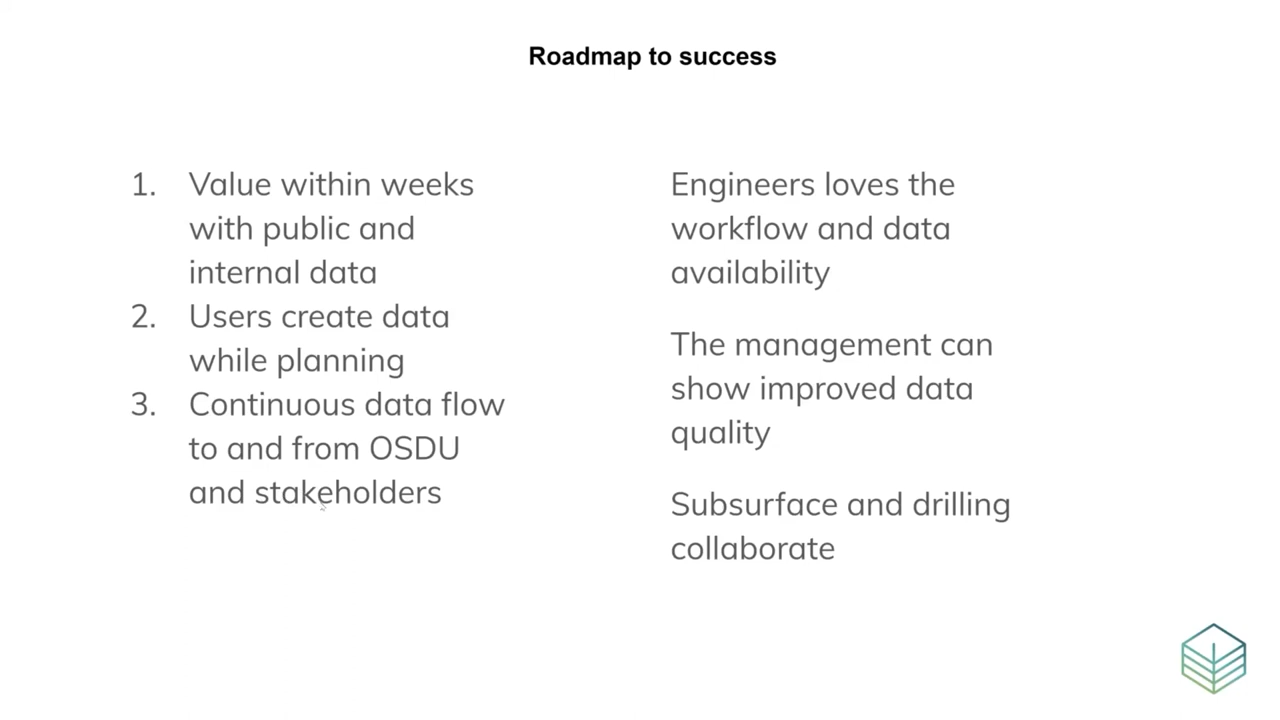 Roadmap to success
1. Value within weeks
with public and
internal data
2. Users create data
while planning
3. Continuous data flow
to and from OSDU
and stakeholders
Engineers loves the
workflow and data
availability
The management can
show improved data
quality
Subsurface and drilling
collaborate